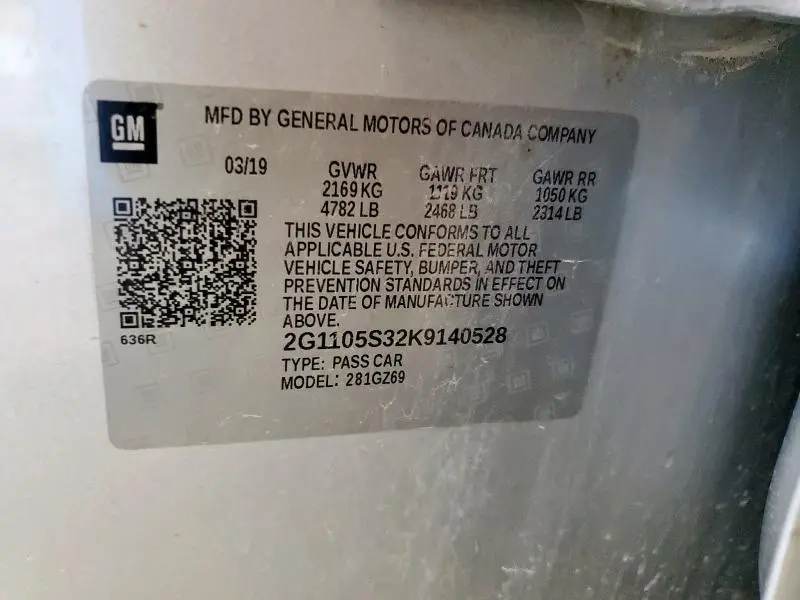 GM
MFD BY GENERAL MOTORS OF CANADA COMPANY
03/19 GVWR GAWR FRT GAWR RR
2169 KG 1119 KG 1050 KG
4782 LB 2468 LB 2314 LB
THIS VEHICLE CONFORMS TO ALL
APPLICABLE U.S. FEDERAL MOTOR
VEHICLE SAFETY, BUMPER, AND THEFT
PREVENTION STANDARDS IN EFFECT ON
THE DATE OF MANUFACTURE SHOWN
ABOVE.
636R
2G1105S32K9140528
TYPE: PASS CAR
MODEL: 281GZ69